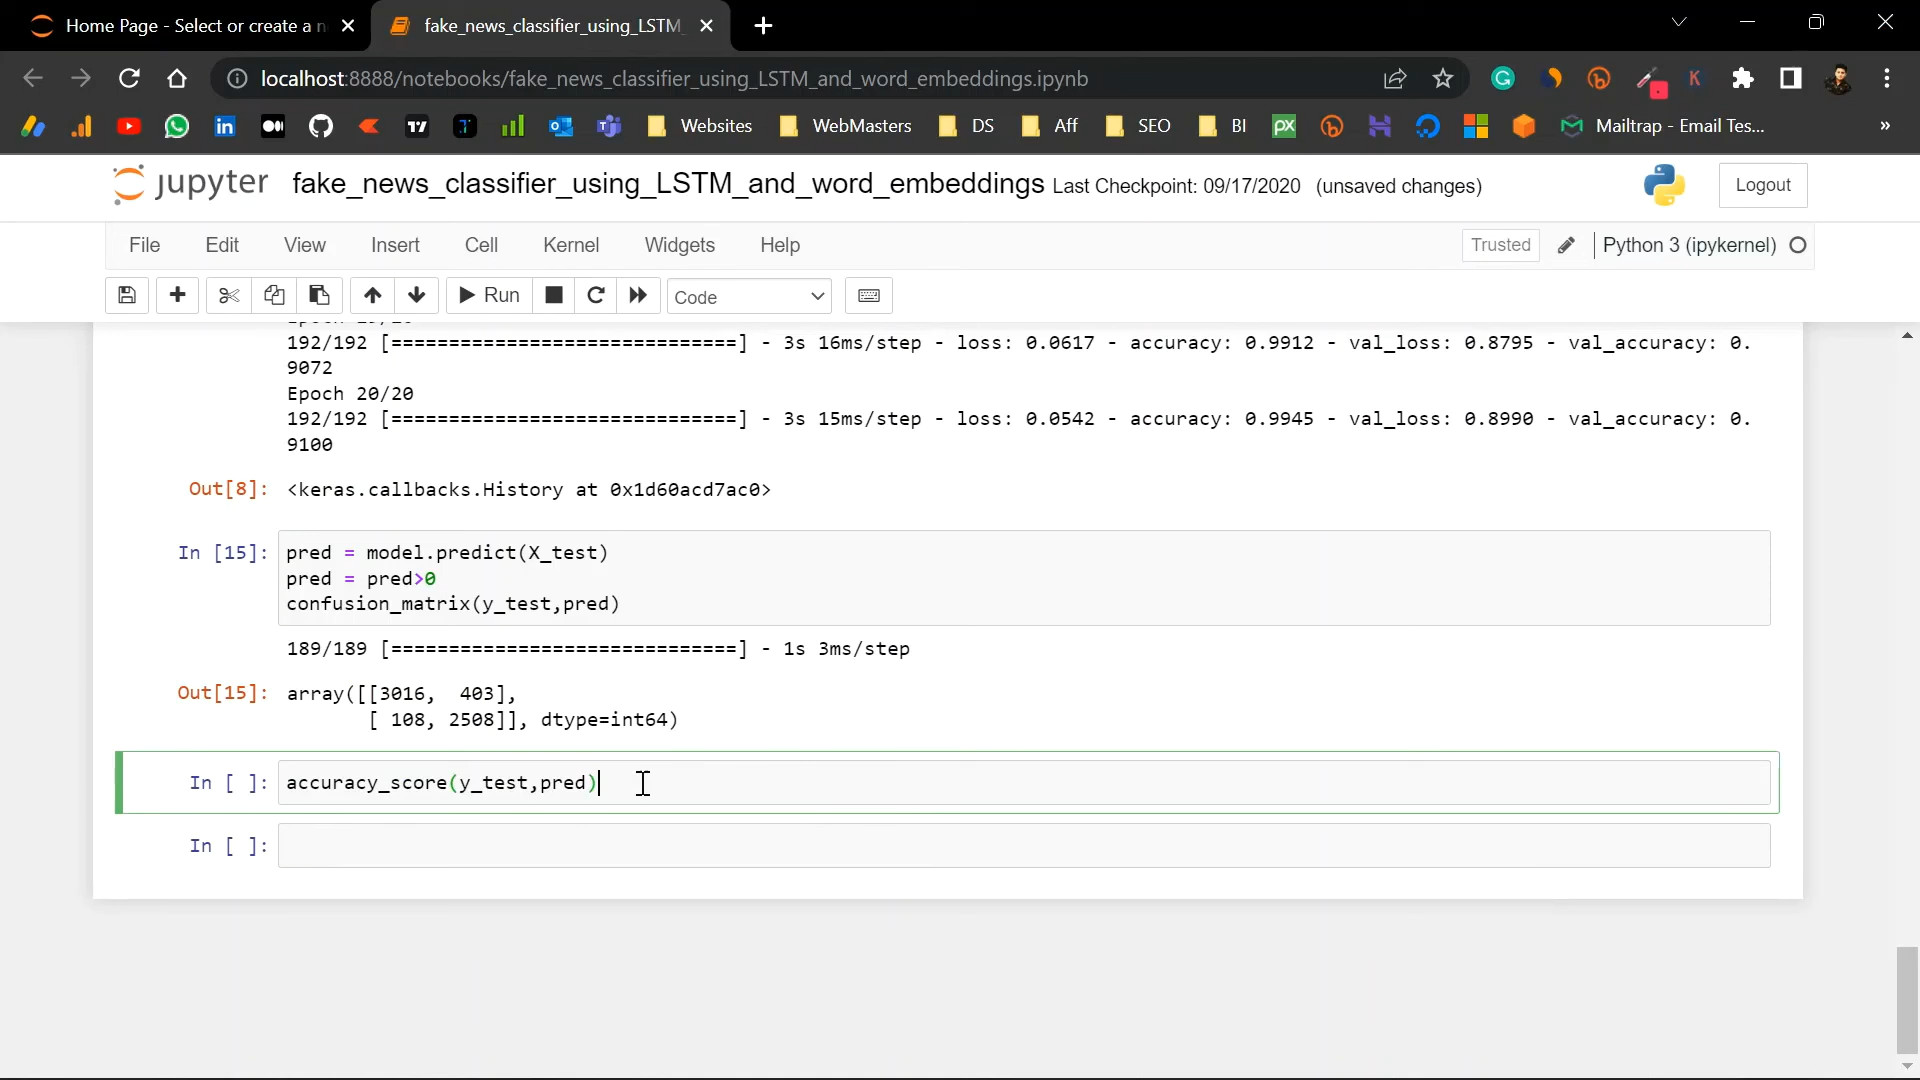 Home Page - Select or create a n
fake_news_classifier_using_LSTM_
localhost:8888/notebooks/fake_news_classifier_using_LSTM_and_word_embeddings.ipynb
Websites
WebMasters
DS
Aff
SEO
BI
Mailtrap - Email Tes...
»
jupyter fake_news_classifier_using_LSTM_and_word_embeddings Last Checkpoint: 09/17/2020 (unsaved changes)
Logout
File Edit View Insert Cell Kernel Widgets Help
Trusted
Python 3 (ipykernel)
Run
Code
192/192 [==============================] - 3s 16ms/step - loss: 0.0617 - accuracy: 0.9912 - val_loss: 0.8795 - val_accuracy: 0.
9072
Epoch 20/20
192/192 [==============================] - 3s 15ms/step - loss: 0.0542 - accuracy: 0.9945 - val_loss: 0.8990 - val_accuracy: 0.
9100
Out[8]: <keras.callbacks.History at 0x1d60acd7ac0>
In [15]: pred = model.predict(X_test)
pred = pred>0
confusion_matrix(y_test,pred)
189/189 [==============================] - 1s 3ms/step
Out[15]: array([[3016, 403],
[ 108, 2508]], dtype=int64)
In [ ]: accuracy_score(y_test,pred)
In [ ]: